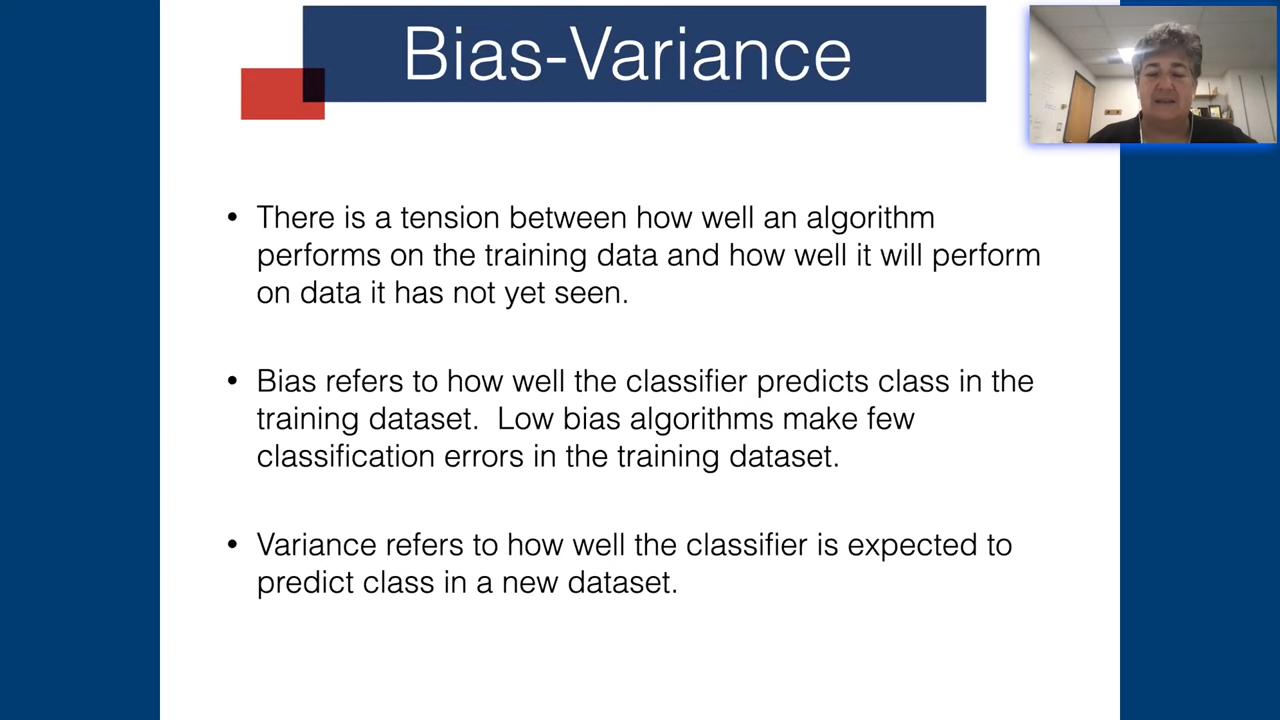 Bias-Variance
• There is a tension between how well an algorithm
performs on the training data and how well it will perform
on data it has not yet seen.
• Bias refers to how well the classifier predicts class in the
training dataset.  Low bias algorithms make few
classification errors in the training dataset.
• Variance refers to how well the classifier is expected to
predict class in a new dataset.